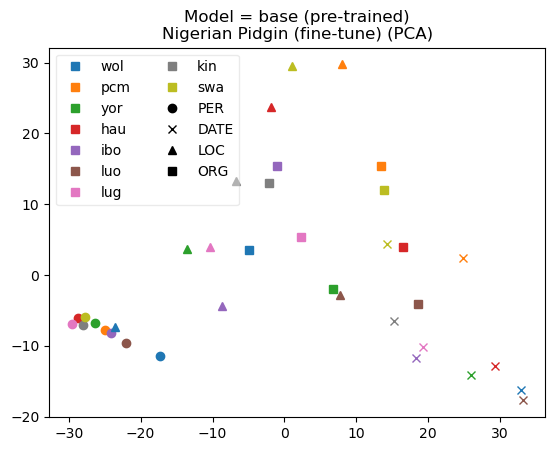 Model = base (pre-trained)
Nigerian Pidgin (fine-tune) (PCA)
wol
pcm
yor
hau
ibo
luo
lug
kin
swa
PER
DATE
LOC
ORG
30
20
10
0
−10
−20
−30
−20
−10
0
10
20
30